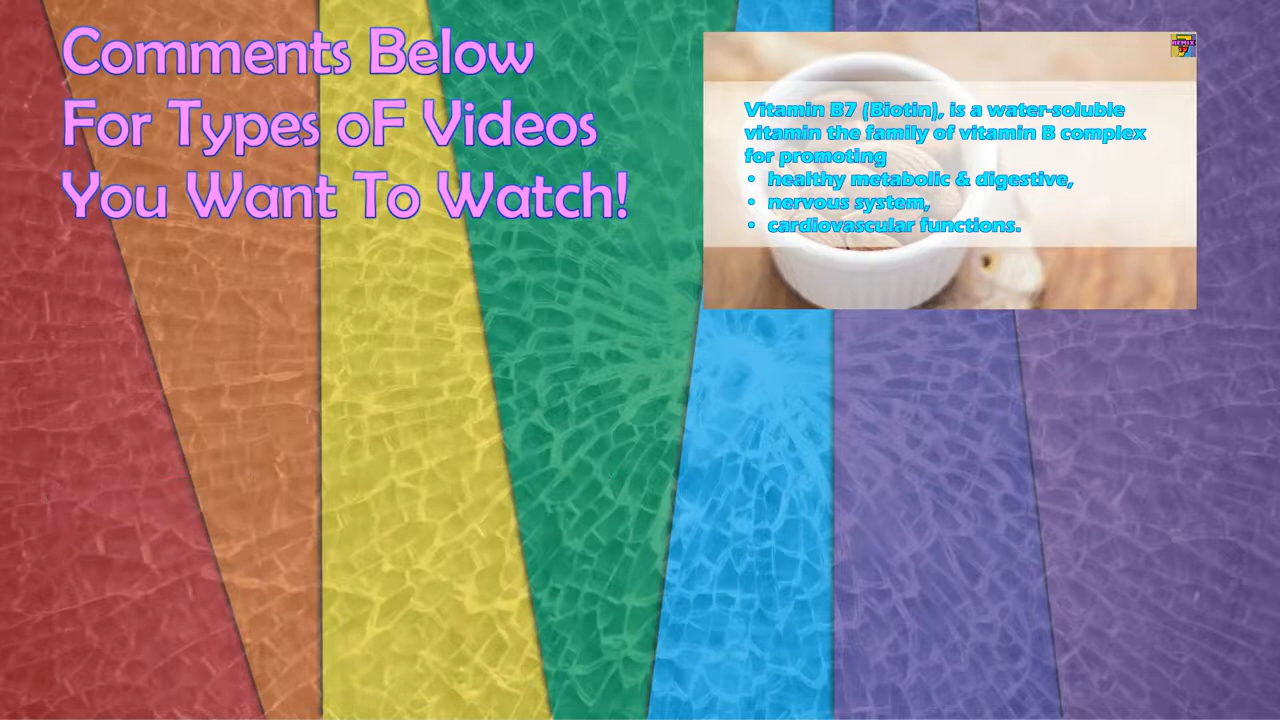 Comments Below
For Types oF Videos
You Want To Watch!
Vitamin B7 (Biotin), is a water-soluble
vitamin the family of vitamin B complex
for promoting
• healthy metabolic & digestive,
• nervous system,
• cardiovascular functions.